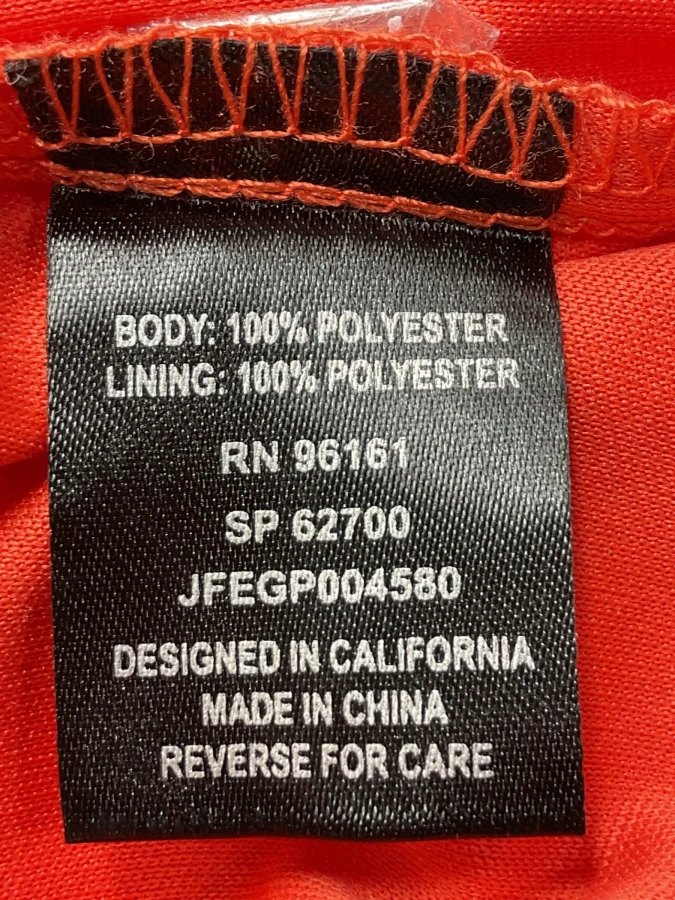 BODY: 100% POLYESTER
LINING: 100% POLYESTER
RN 96161
SP 62700
JFEGP004580
DESIGNED IN CALIFORNIA
MADE IN CHINA
REVERSE FOR CARE